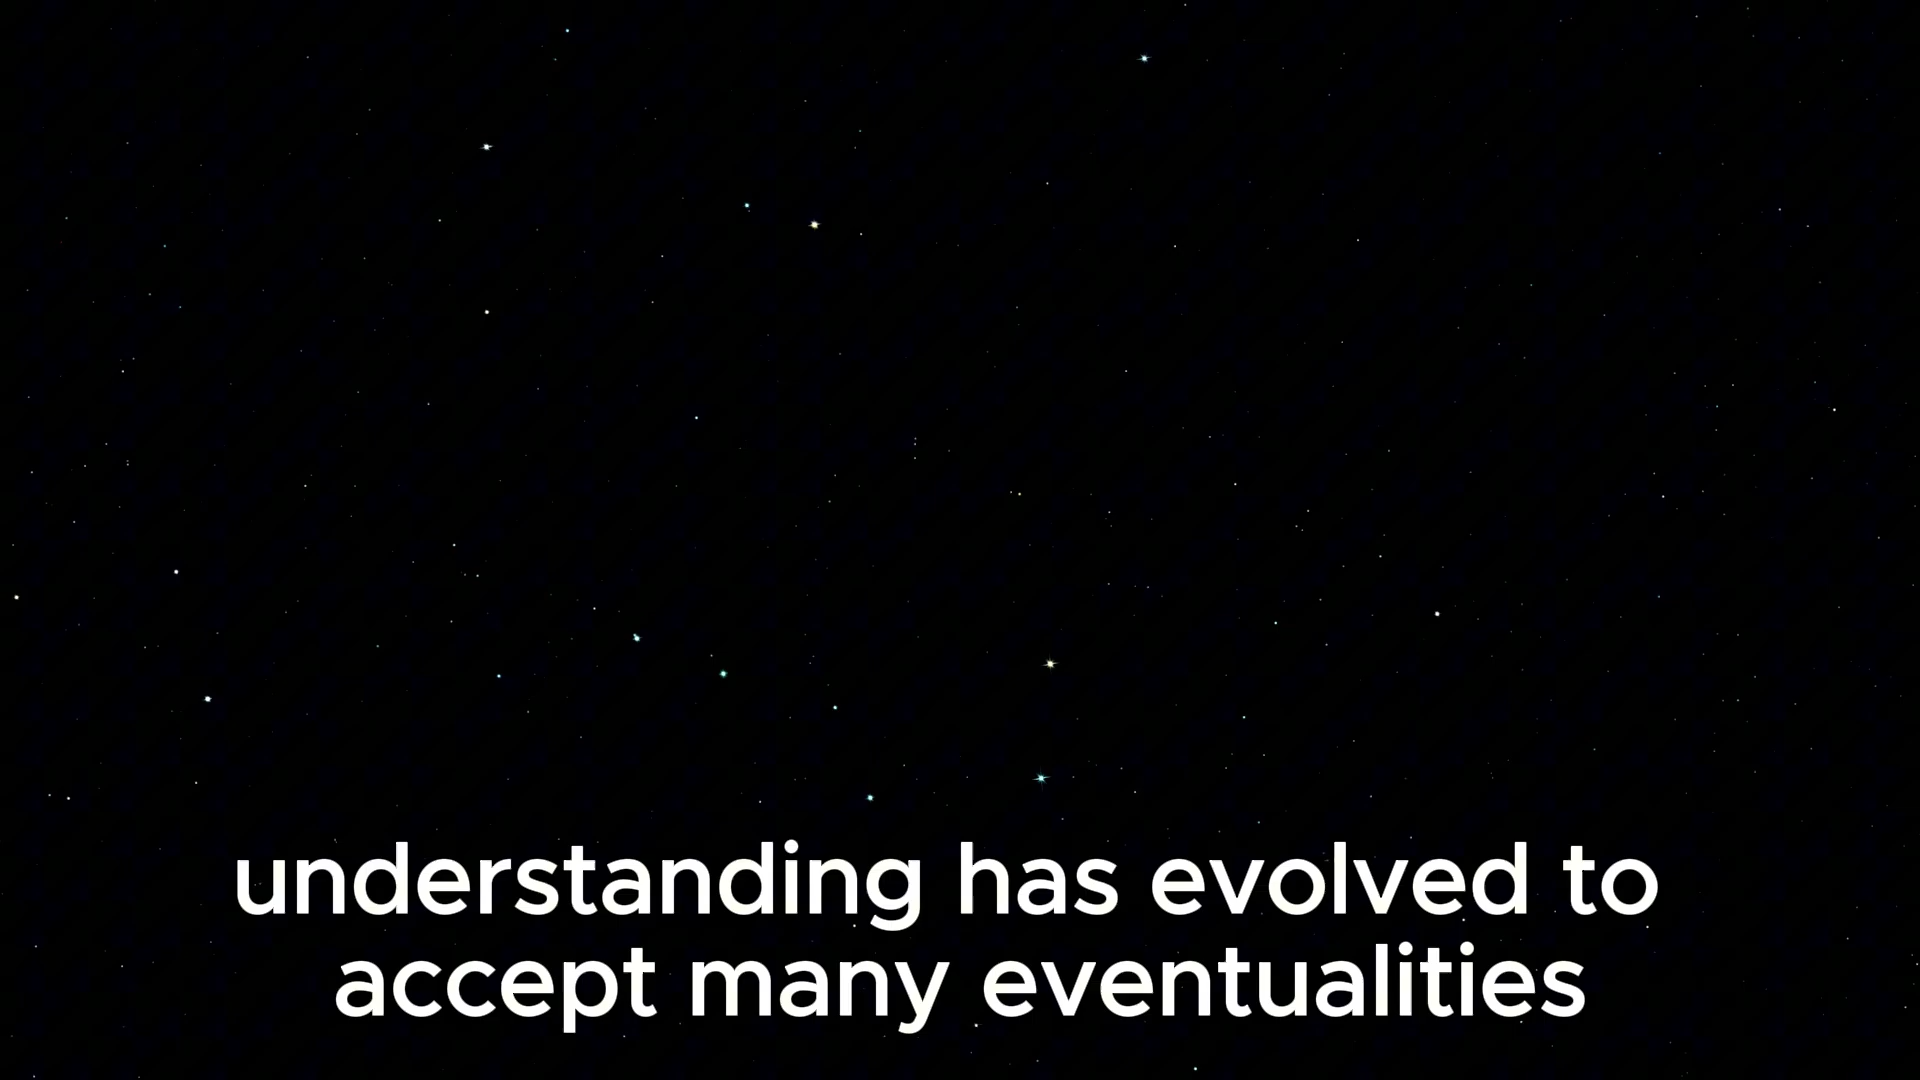 understanding has evolved to
accept many eventualities